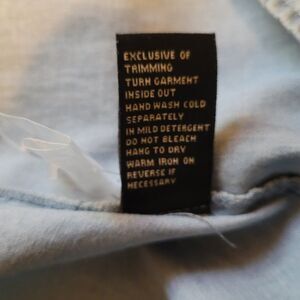 EXCLUSIVE OF
TRIMMING
TURN GARMENT
INSIDE OUT
HAND WASH COLD
SEPARATELY
IN MILD DETERGENT
DO NOT BLEACH
HANG TO DRY
WARM IRON ON
REVERSE IF
NECESSARY